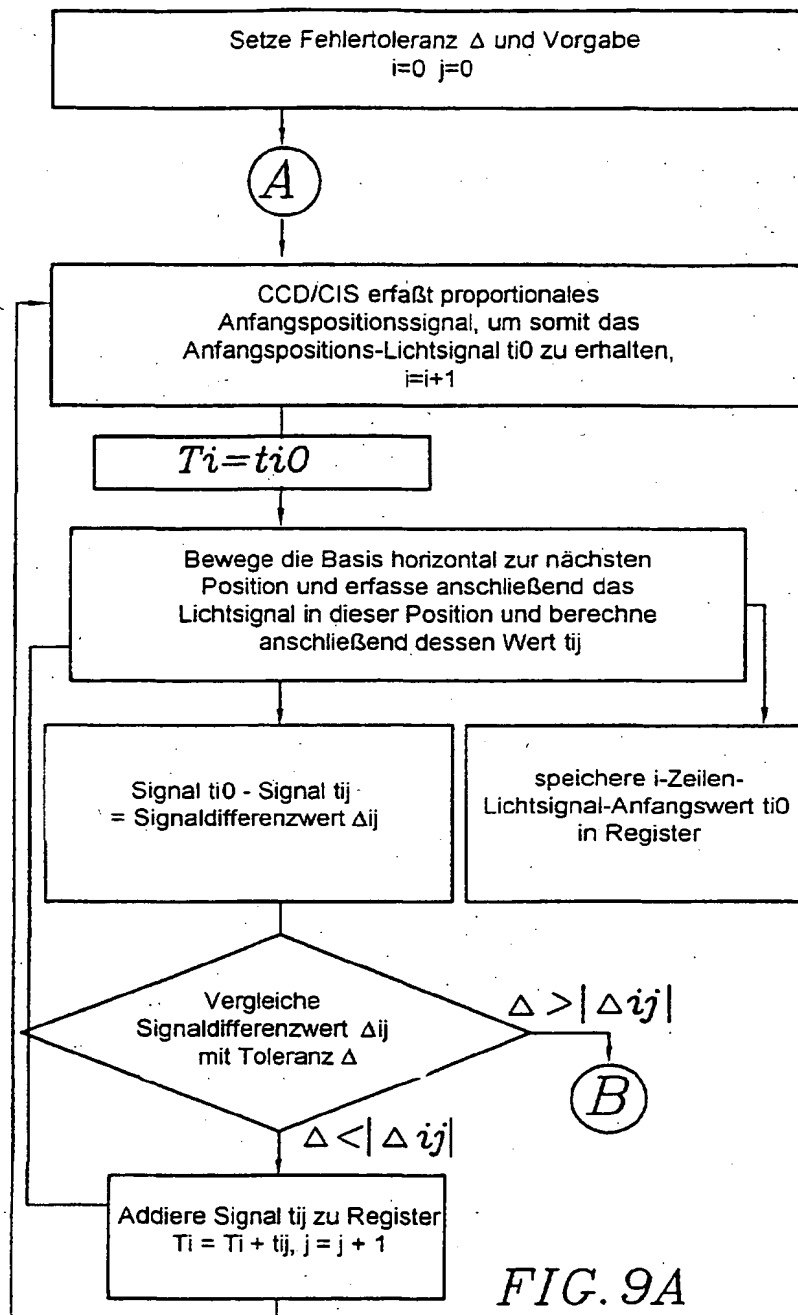 Setze Fehlertoleranz Δ und Vorgabe
i=0 j=0
A
CCD/CIS erfaßt proportionales
Anfangspositionssignal, um somit das
Anfangspositions-Lichtsignal ti0 zu erhalten,
i=i+1
Ti=ti0
Bewege die Basis horizontal zur nächsten
Position und erfasse anschließend das
Lichtsignal in dieser Position und berechne
anschließend dessen Wert tij
Signal ti0 - Signal tij
= Signaldifferenzwert Δij
speichere i-Zeilen-
Lichtsignal-Anfangswert ti0
in Register
Vergleiche
Signaldifferenzwert Δij
mit Toleranz Δ
Δ >| Δ ij|
B
Δ <| Δ ij|
Addiere Signal tij zu Register
Ti = Ti + tij, j = j + 1
FIG. 9A